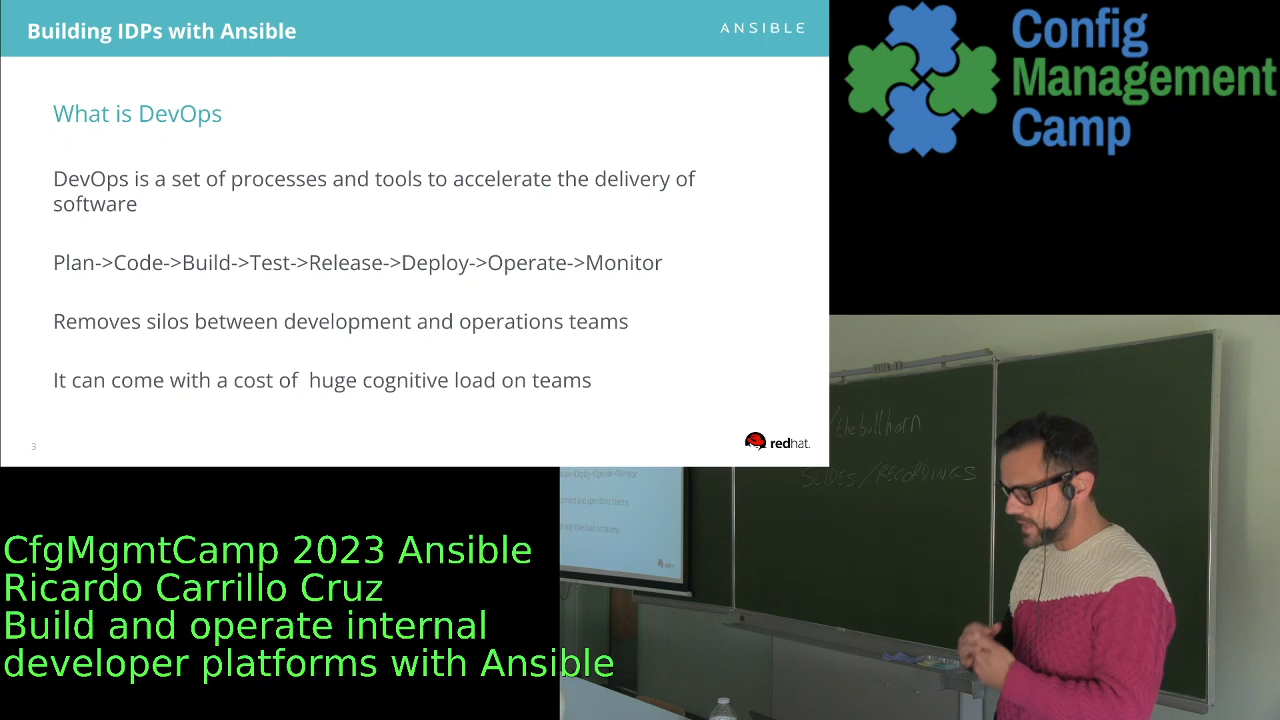 Building IDPs with Ansible
ANSIBLE
What is DevOps
DevOps is a set of processes and tools to accelerate the delivery of
software
Plan->Code->Build->Test->Release->Deploy->Operate->Monitor
Removes silos between development and operations teams
It can come with a cost of  huge cognitive load on teams
3
redhat.
Config
Management
Camp
/thebullhorn
SLIDES/RECORDINGS
CfgMgmtCamp 2023 Ansible
Ricardo Carrillo Cruz
Build and operate internal
developer platforms with Ansible